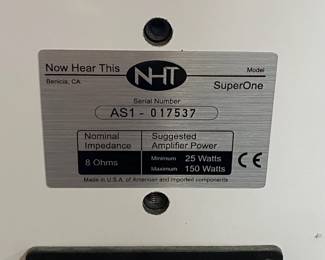 Now Hear This NHT Model
Benicia, CA SuperOne
Serial Number
AS1 - 017537
Nominal Impedance
8 Ohms
Suggested Amplifier Power
Minimum 25 Watts
Maximum 150 Watts
CE
Made in U.S.A. of American and imported components